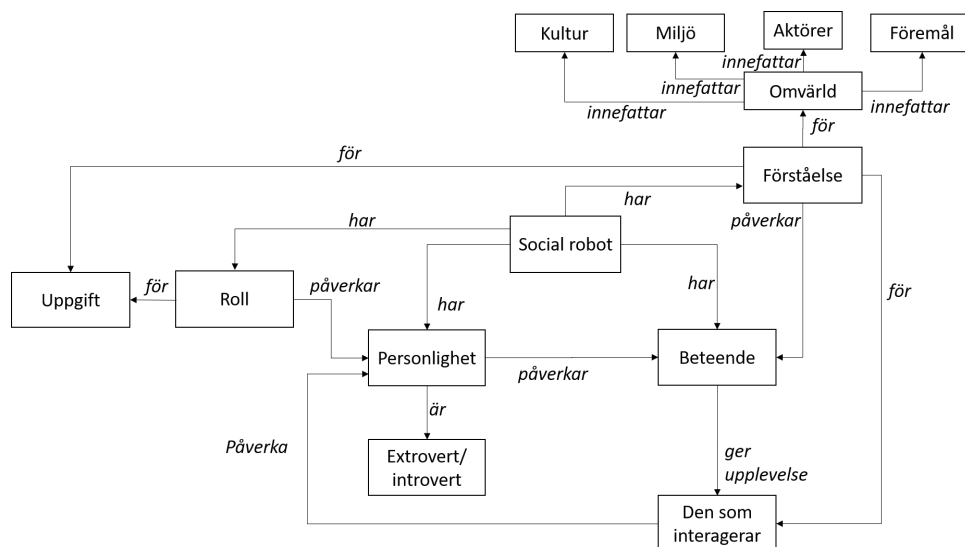 Kultur
Miljö
Aktörer
Föremål
innefattar
innefattar
Omvärld
innefattar
innefattar
för
för
Förståelse
har
påverkar
har
Social robot
för
Uppgift
för
Roll
påverkar
har
har
Personlighet
påverkar
Beteende
är
Påverka
Extrovert/
introvert
ger
upplevelse
Den som
interagerar